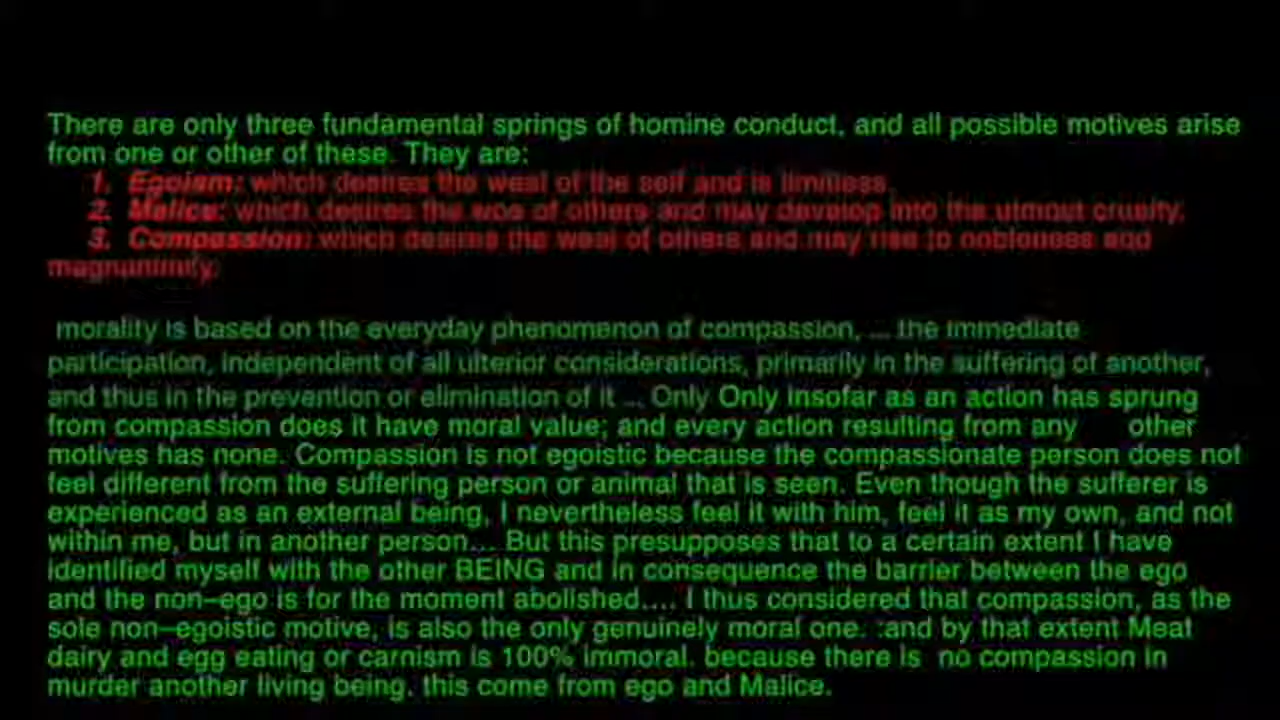 There are only three fundamental springs of homine conduct, and all possible motives arise
from one or other of these. They are:
1. Egoism: which desires the weal of the self and is limitless.
2. Malice: which desires the woe of others and may develop into the utmost cruelty.
3. Compassion: which desires the weal of others and may rise to nobleness and
magnanimity.
morality is based on the everyday phenomenon of compassion, ... the immediate
participation, independent of all ulterior considerations, primarily in the suffering of another,
and thus in the prevention or elimination of it ... Only Only insofar as an action has sprung
from compassion does it have moral value; and every action resulting from any other
motives has none. Compassion is not egoistic because the compassionate person does not
feel different from the suffering person or animal that is seen. Even though the sufferer is
experienced as an external being, I nevertheless feel it with him, feel it as my own, and not
within me, but in another person... But this presupposes that to a certain extent I have
identified myself with the other BEING and in consequence the barrier between the ego
and the non–ego is for the moment abolished.... I thus considered that compassion, as the
sole non–egoistic motive, is also the only genuinely moral one. :and by that extent Meat
dairy and egg eating or carnism is 100% immoral. because there is no compassion in
murder another living being. this come from ego and Malice.